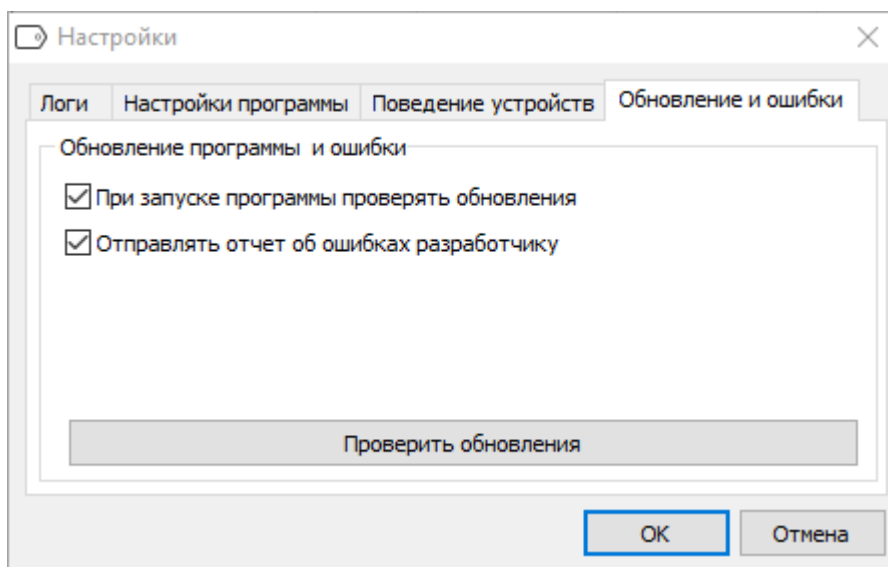 Настройки
Логи Настройки программы Поведение устройств Обновление и ошибки
Обновление программы и ошибки
При запуске программы проверять обновления
Отправлять отчет об ошибках разработчику
Проверить обновления
OK Отмена